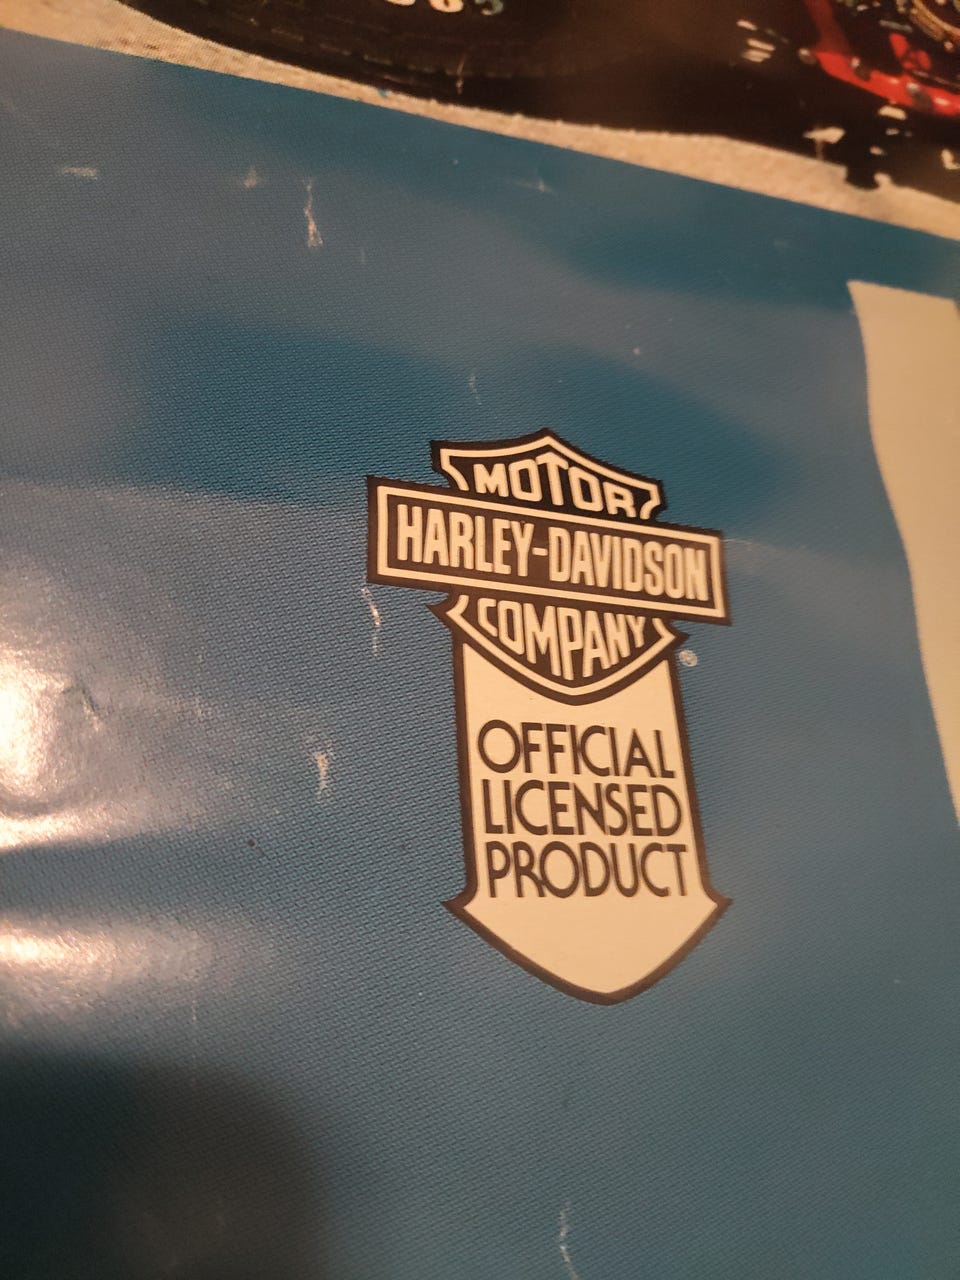 MOTOR
HARLEY-DAVIDSON
COMPANY
®
OFFICIAL
LICENSED
PRODUCT